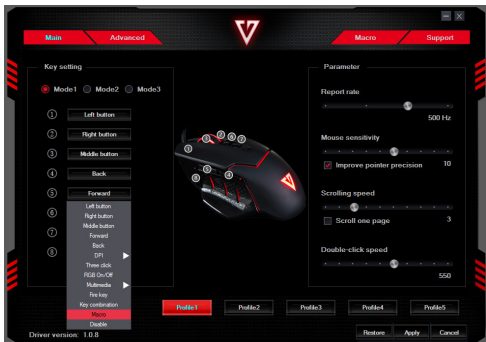 Main
Advanced
Macro
Support
Key setting
Mode1
Mode2
Mode3
1
Left button
2
Right button
3
Middle button
4
Back
5
Forward
6
7
8
Left button
Right button
Middle button
Forward
Back
DPI
Three click
RGB On/Off
Multimedia
Fire key
Key combination
Macro
Disable
Parameter
Report rate
500 Hz
Mouse sensitivity
Improve pointer precision 10
Scrolling speed
Scroll one page 3
Double-click speed
550
Profile1
Profile2
Profile3
Profile4
Profile5
Driver version: 1.0.8
Restore
Apply
Cancel